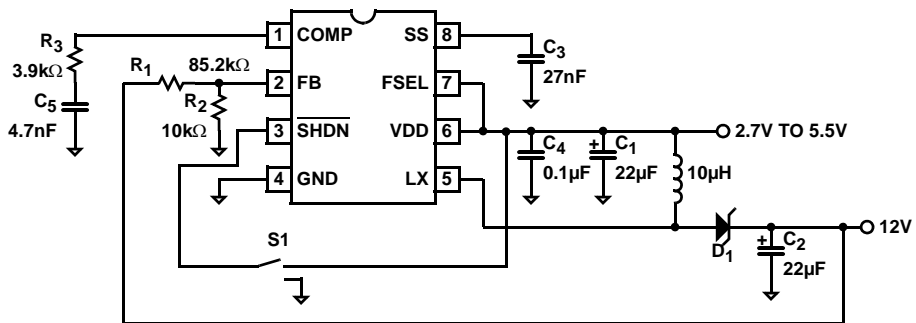 R3
3.9kΩ
C5
4.7nF
R1
85.2kΩ
R2
10kΩ
1
COMP
2
FB
3
SHDN
4
GND
SS
8
FSEL
7
VDD
6
LX
5
C3
27nF
2.7V TO 5.5V
C4
0.1µF
+
C1
22µF
10µH
D1
12V
+
C2
22µF
S1